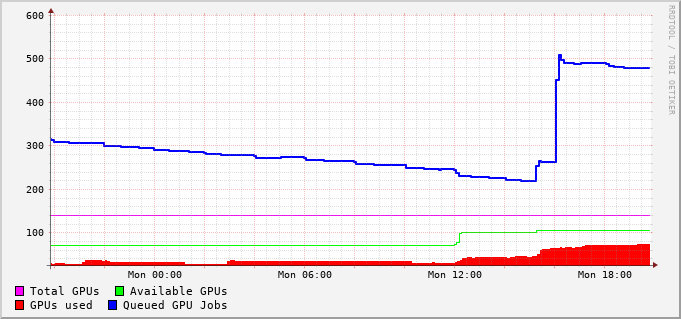 600
500
400
300
200
100
Mon 00:00 Mon 06:00 Mon 12:00 Mon 18:00
Total GPUs Available GPUs
GPUs used Queued GPU Jobs
RRDTOOL / TOBI OETIKER